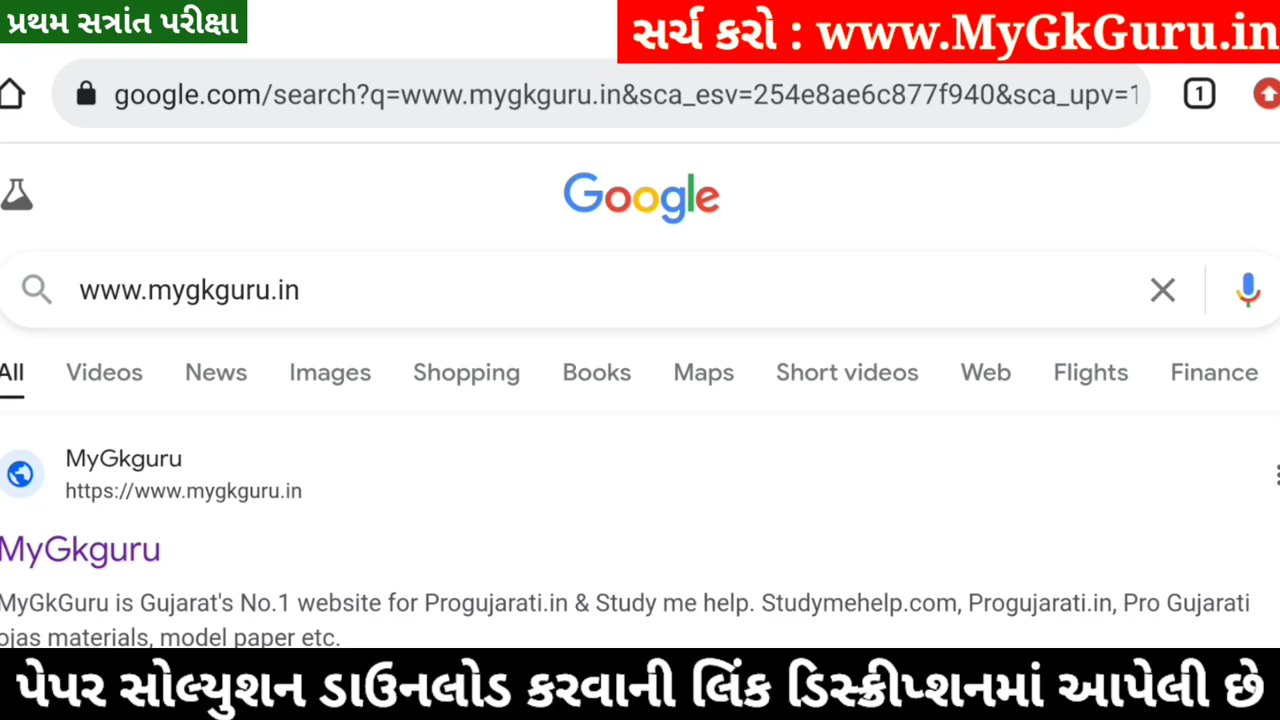 પ્રથમ સત્રાંત પરીક્ષા
સર્ચ કરો : www.MyGkGuru.in
google.com/search?q=www.mygkguru.in&sca_esv=254e8ae6c877f940&sca_upv=1
1
Google
www.mygkguru.in
All Videos News Images Shopping Books Maps Short videos Web Flights Finance
MyGkguru
https://www.mygkguru.in
MyGkguru
MyGkGuru is Gujarat's No.1 website for Progujarati.in & Study me help. Studymehelp.com, Progujarati.in, Pro Gujarati
ojas materials, model paper etc.
પેપર સોલ્યુશન ડાઉનલોડ કરવાની લિંક ડિસ્ક્રીપ્શનમાં આપેલી છે